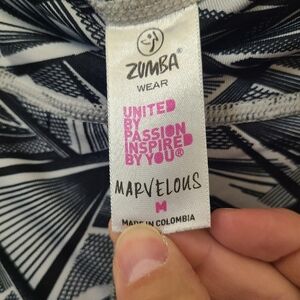 ZUMBA®
WEAR
UNITED
BY
PASSION
INSPIRED
BY YOU®
MARVELOUS
M
MADE IN COLOMBIA